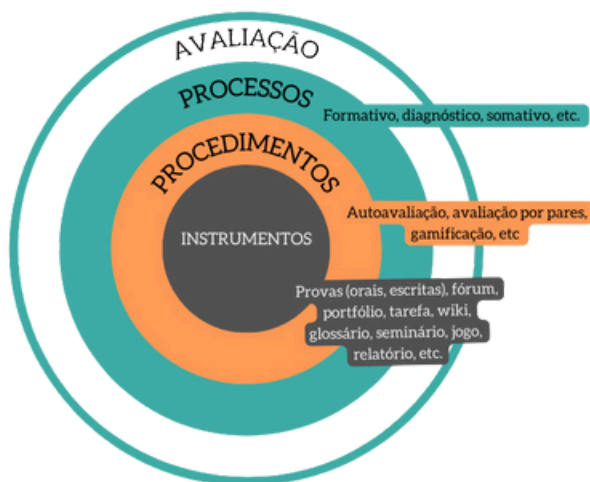 AVALIAÇÃO
PROCESSOS
Formativo, diagnóstico, somativo, etc.
PROCEDIMENTOS
Autoavaliação, avaliação por pares,
gamificação, etc
INSTRUMENTOS
Provas (orais, escritas), fórum,
portfólio, tarefa, wiki,
glossário, seminário, jogo,
relatório, etc.